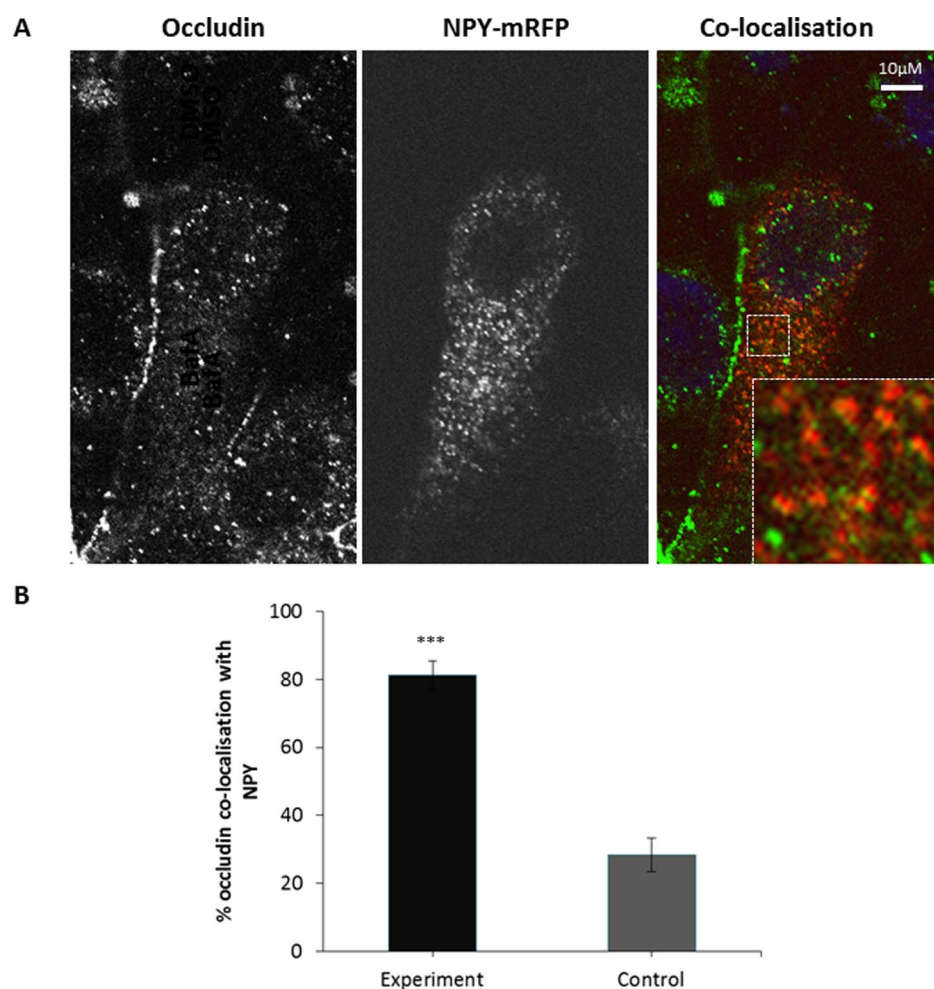 A
Occludin
NPY-mRFP
Co-localisation
10µM
DMSO
BafA
BafA
B
100
80
60
40
20
0
% occludin co-localisation with
NPY
***
Experiment
Control